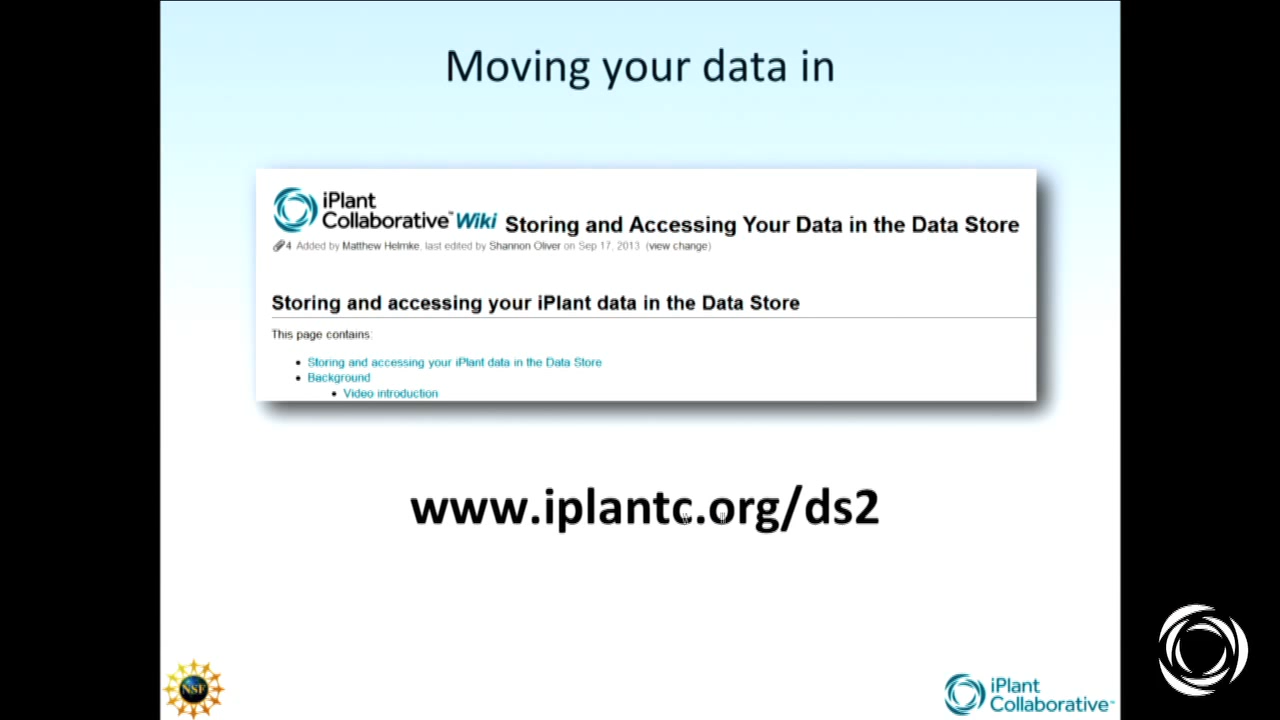 Moving your data in
iPlant
Collaborative™ Wiki Storing and Accessing Your Data in the Data Store
4 Added by Matthew Helmke, last edited by Shannon Oliver on Sep 17, 2013 (view change)
Storing and accessing your iPlant data in the Data Store
This page contains:
• Storing and accessing your iPlant data in the Data Store
• Background
• Video introduction
www.iplantc.org/ds2
NSF
iPlant
Collaborative™